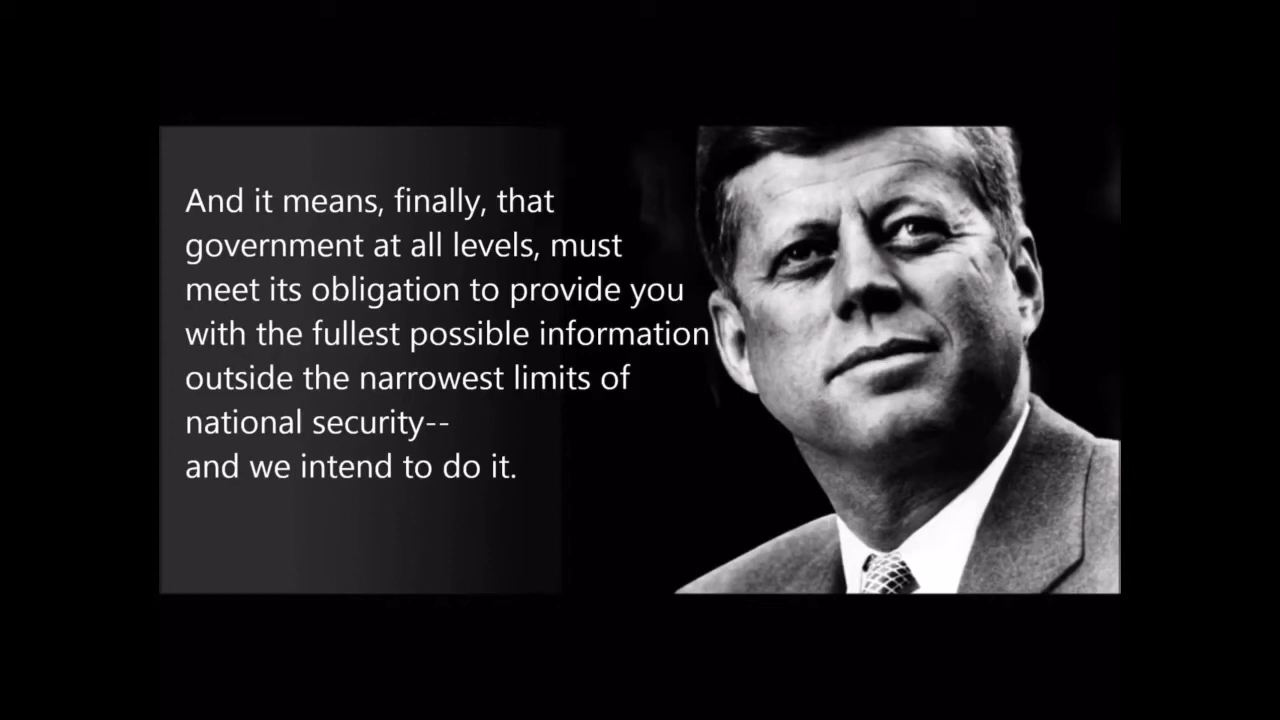 And it means, finally, that
government at all levels, must
meet its obligation to provide you
with the fullest possible information
outside the narrowest limits of
national security--
and we intend to do it.